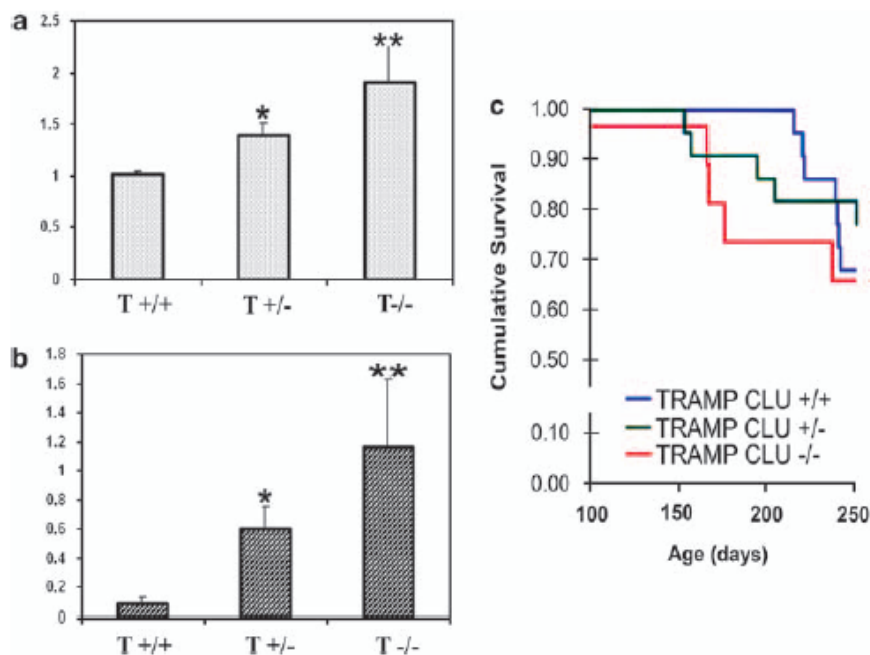 a
2.5
2
1.5
1
0.5
0
*
**
T +/+
T +/-
T-/-
b
1.8
1.6
1.4
1.2
1
0.8
0.6
0.4
0.2
0
*
**
T +/+
T +/-
T -/-
c
Cumulative Survival
1.00
0.90
0.80
0.70
0.60
0.50
0.10
0.00
TRAMP CLU +/+
TRAMP CLU +/-
TRAMP CLU -/-
100
150
200
250
Age (days)